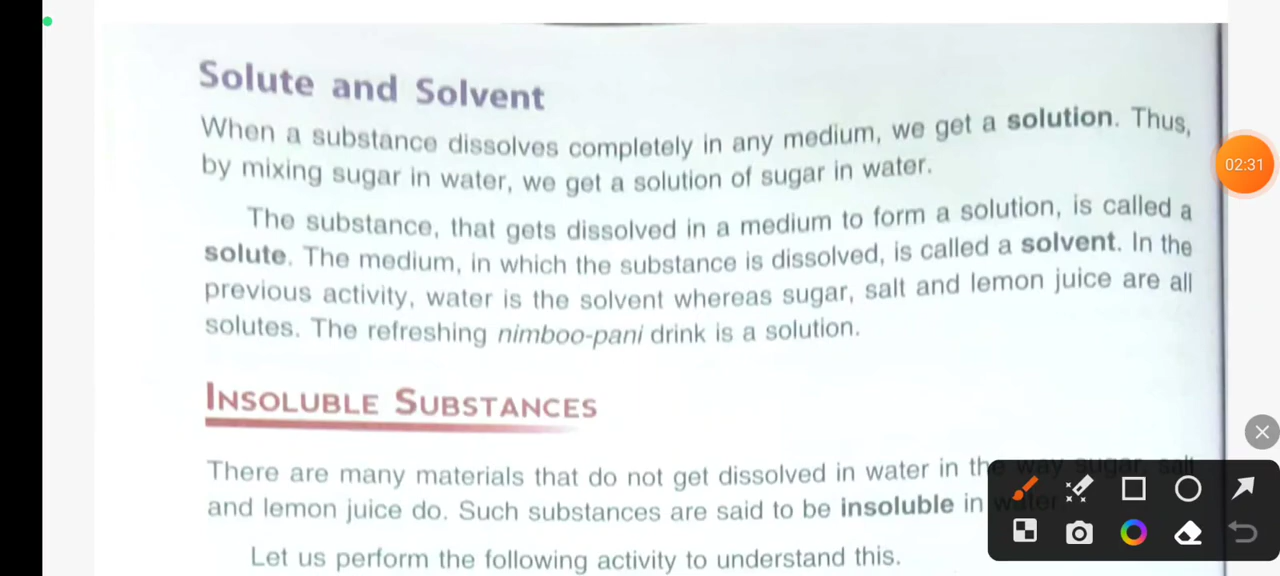 Solute and Solvent
When a substance dissolves completely in any medium, we get a solution. Thus,
by mixing sugar in water, we get a solution of sugar in water.
The substance, that gets dissolved in a medium to form a solution, is called a
solute. The medium, in which the substance is dissolved, is called a solvent. In the
previous activity, water is the solvent whereas sugar, salt and lemon juice are all
solutes. The refreshing nimboo-pani drink is a solution.
INSOLUBLE SUBSTANCES
There are many materials that do not get dissolved in water in the way sugar, salt
and lemon juice do. Such substances are said to be insoluble in water.
Let us perform the following activity to understand this.
02:31